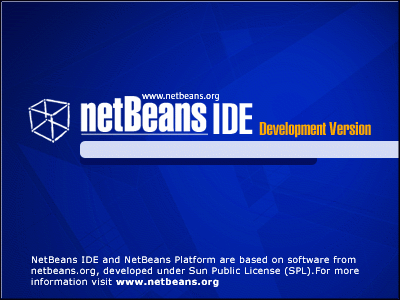 www.netbeans.org
netBeans IDE Development Version
NetBeans IDE and NetBeans Platform are based on software from
netbeans.org, developed under Sun Public License (SPL).For more
information visit www.netbeans.org